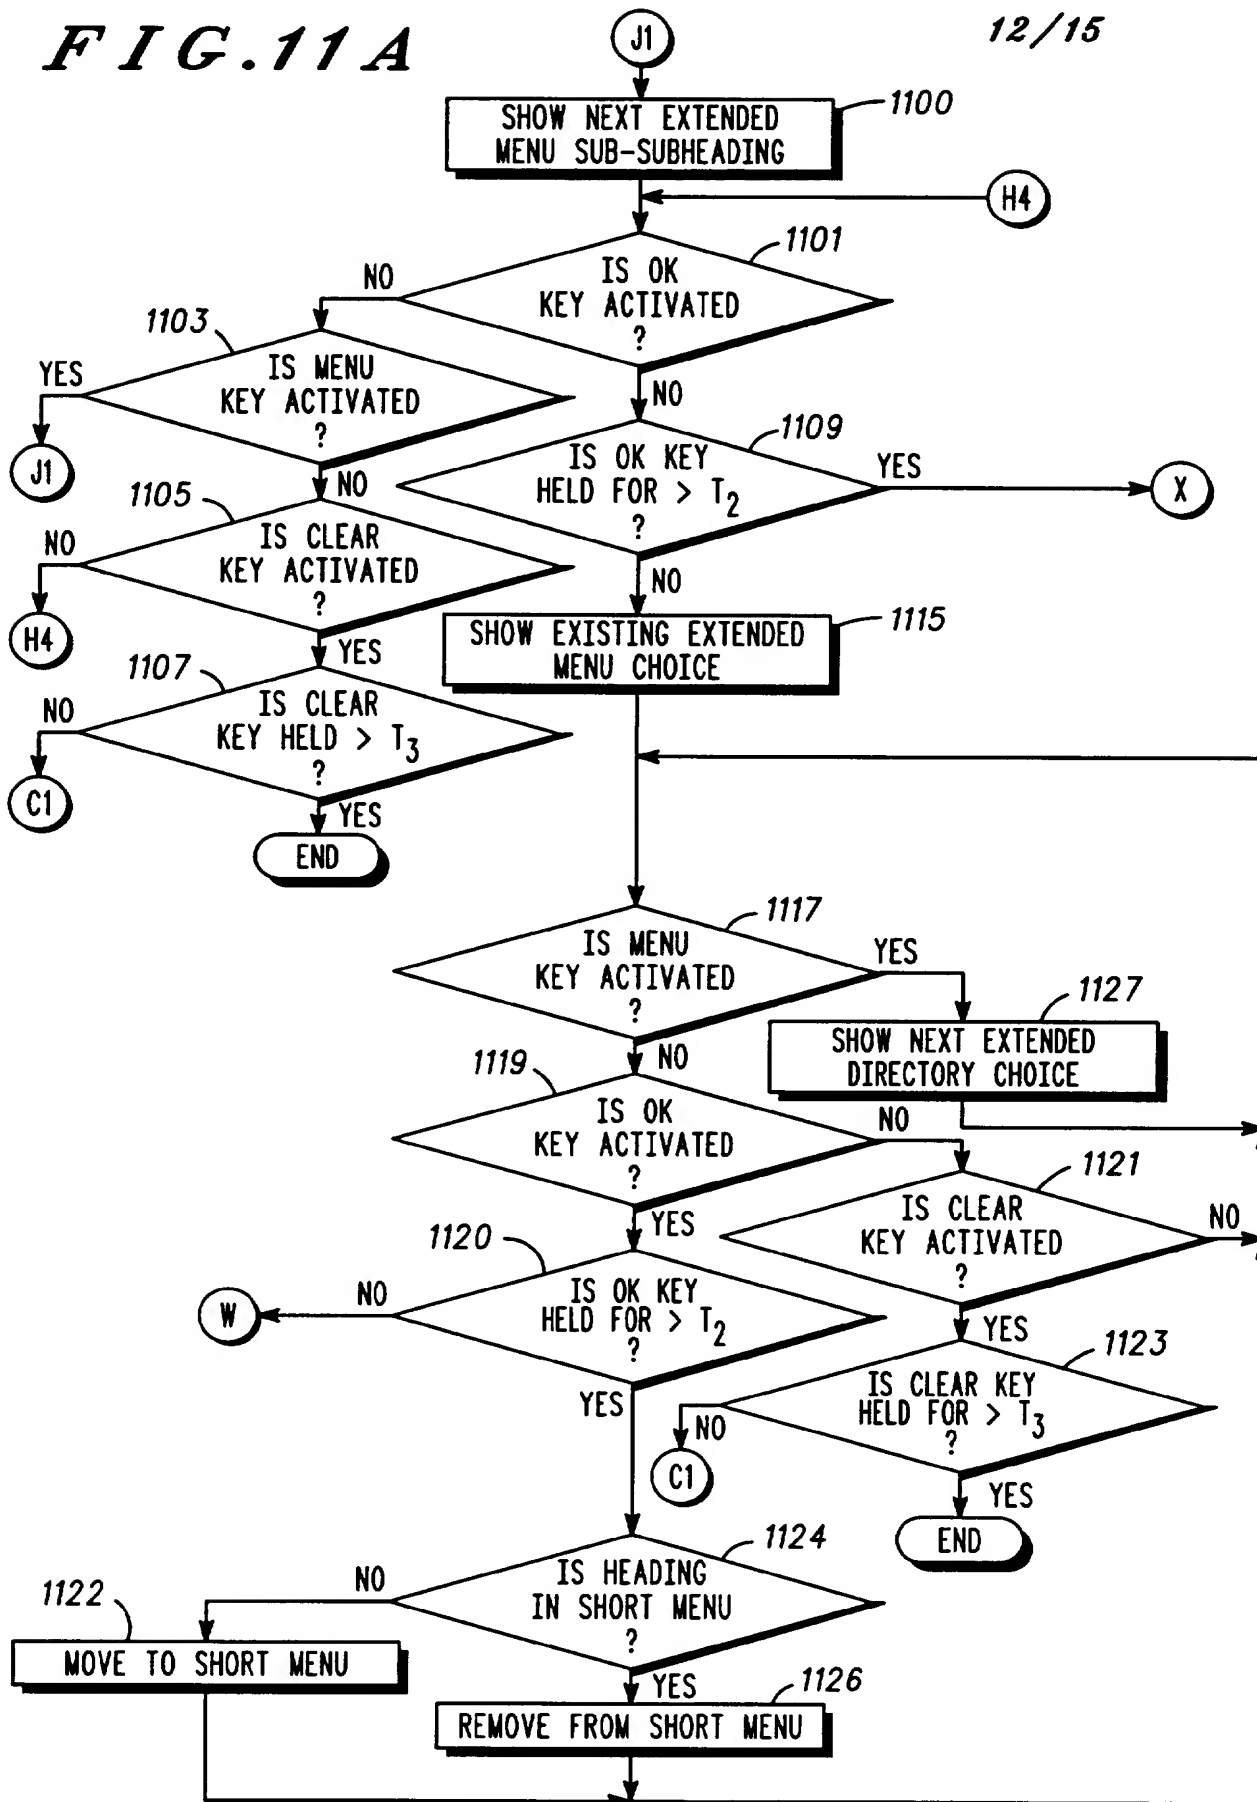 FIG.11A
12/15
J1
SHOW NEXT EXTENDED
MENU SUB-SUBHEADING
1100
H4
IS OK
KEY ACTIVATED
?
1101
NO
NO
IS MENU
KEY ACTIVATED
?
1103
YES
J1
NO
IS OK KEY
HELD FOR > T2
?
1109
YES
X
NO
IS CLEAR
KEY ACTIVATED
?
1105
NO
H4
YES
SHOW EXISTING EXTENDED
MENU CHOICE
1115
IS CLEAR
KEY HELD > T3
?
1107
NO
C1
YES
END
IS MENU
KEY ACTIVATED
?
1117
YES
NO
SHOW NEXT EXTENDED
DIRECTORY CHOICE
1127
IS OK
KEY ACTIVATED
?
1119
NO
YES
IS CLEAR
KEY ACTIVATED
?
1121
NO
YES
IS OK KEY
HELD FOR > T2
?
1120
NO
W
YES
IS CLEAR KEY
HELD FOR > T3
?
1123
NO
C1
YES
END
IS HEADING
IN SHORT MENU
?
1124
NO
YES
MOVE TO SHORT MENU
1122
REMOVE FROM SHORT MENU
1126